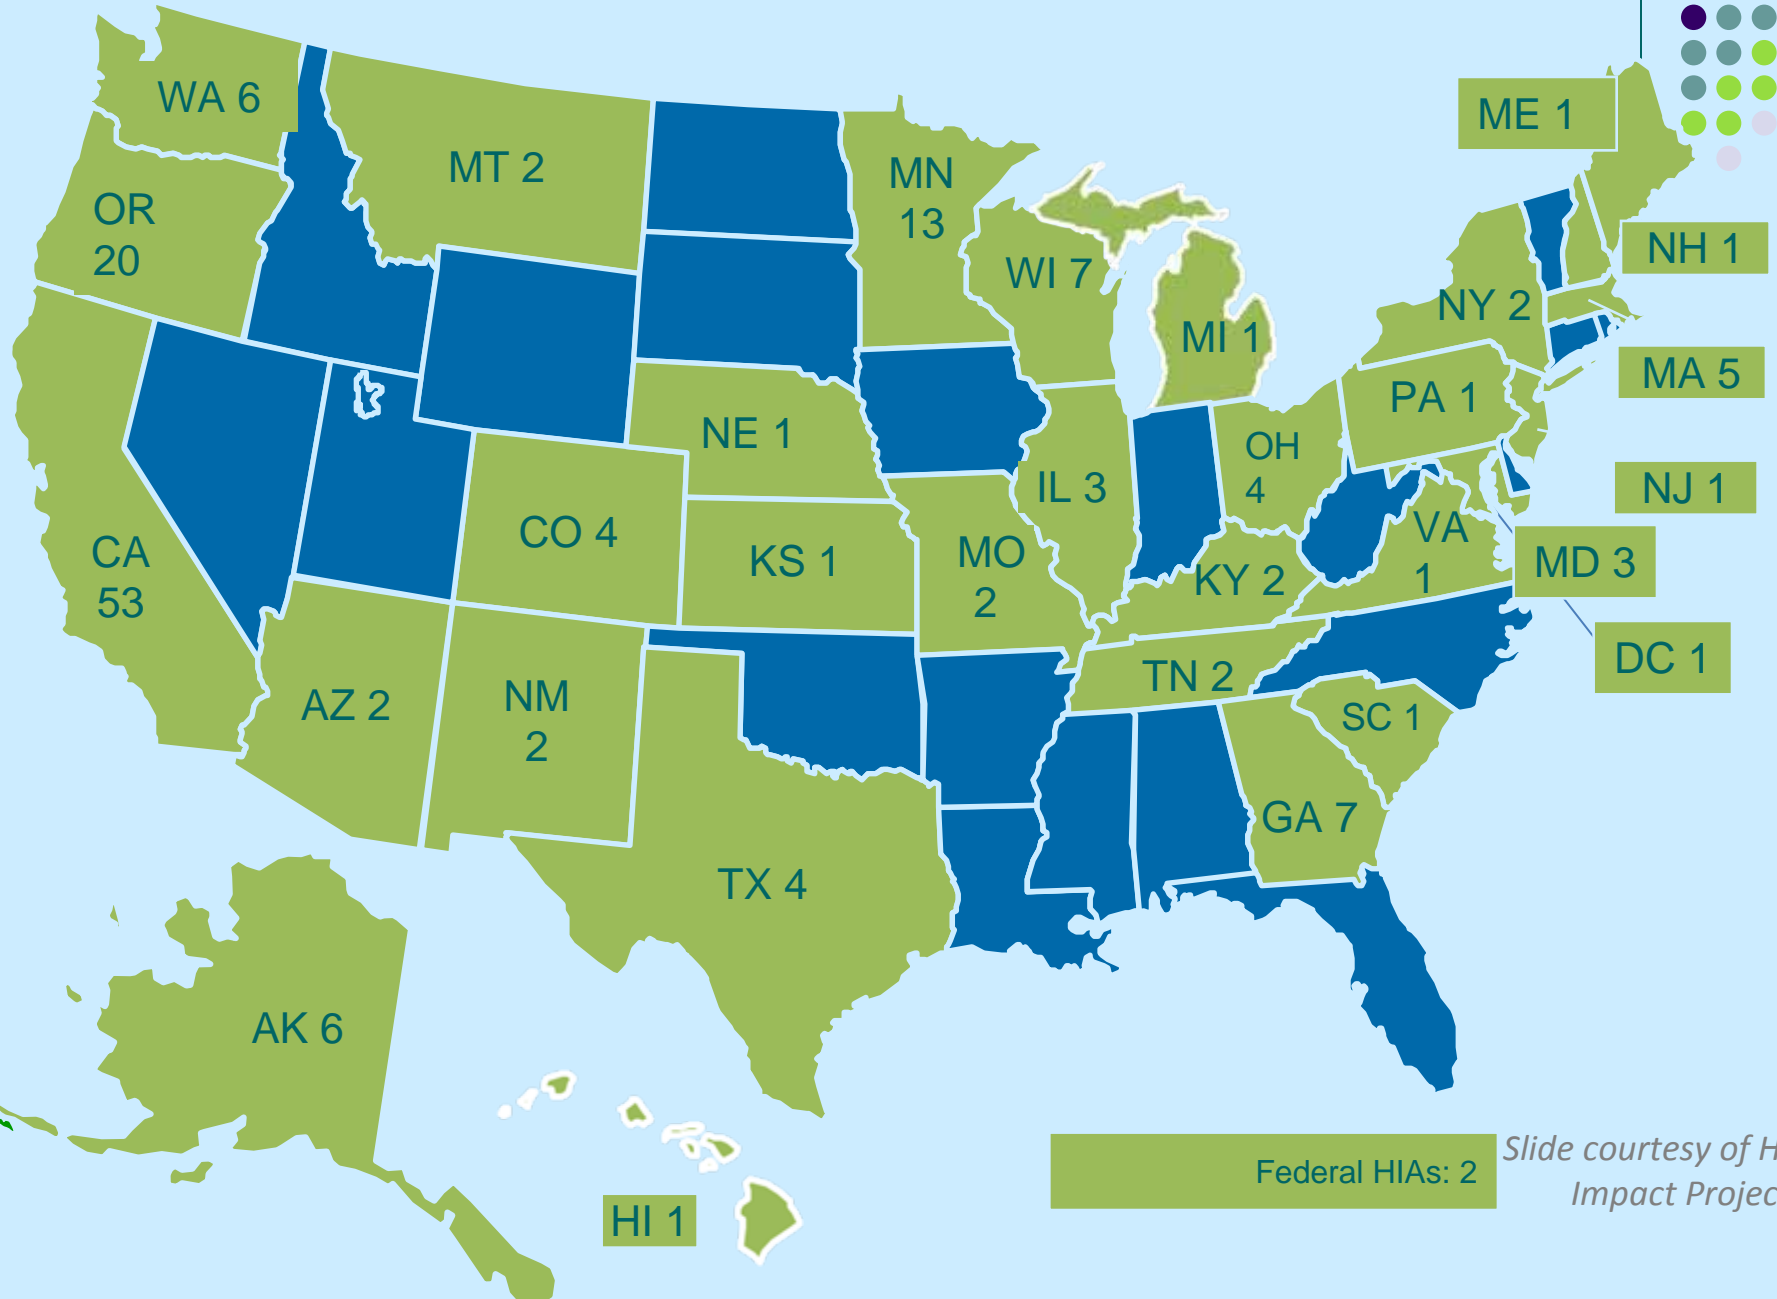 WA 6
MT 2
MN
13
ME 1
OR
20
WI 7
NH 1
NY 2
MI 1
MA 5
PA 1
NE 1
OH
4
IL 3
NJ 1
CO 4
KS 1
MO
2
VA
1
MD 3
CA
53
KY 2
DC 1
TN 2
AZ 2
NM
2
SC 1
GA 7
TX 4
AK 6
HI 1
Federal HIAs: 2
Slide courtesy of H
Impact Projec